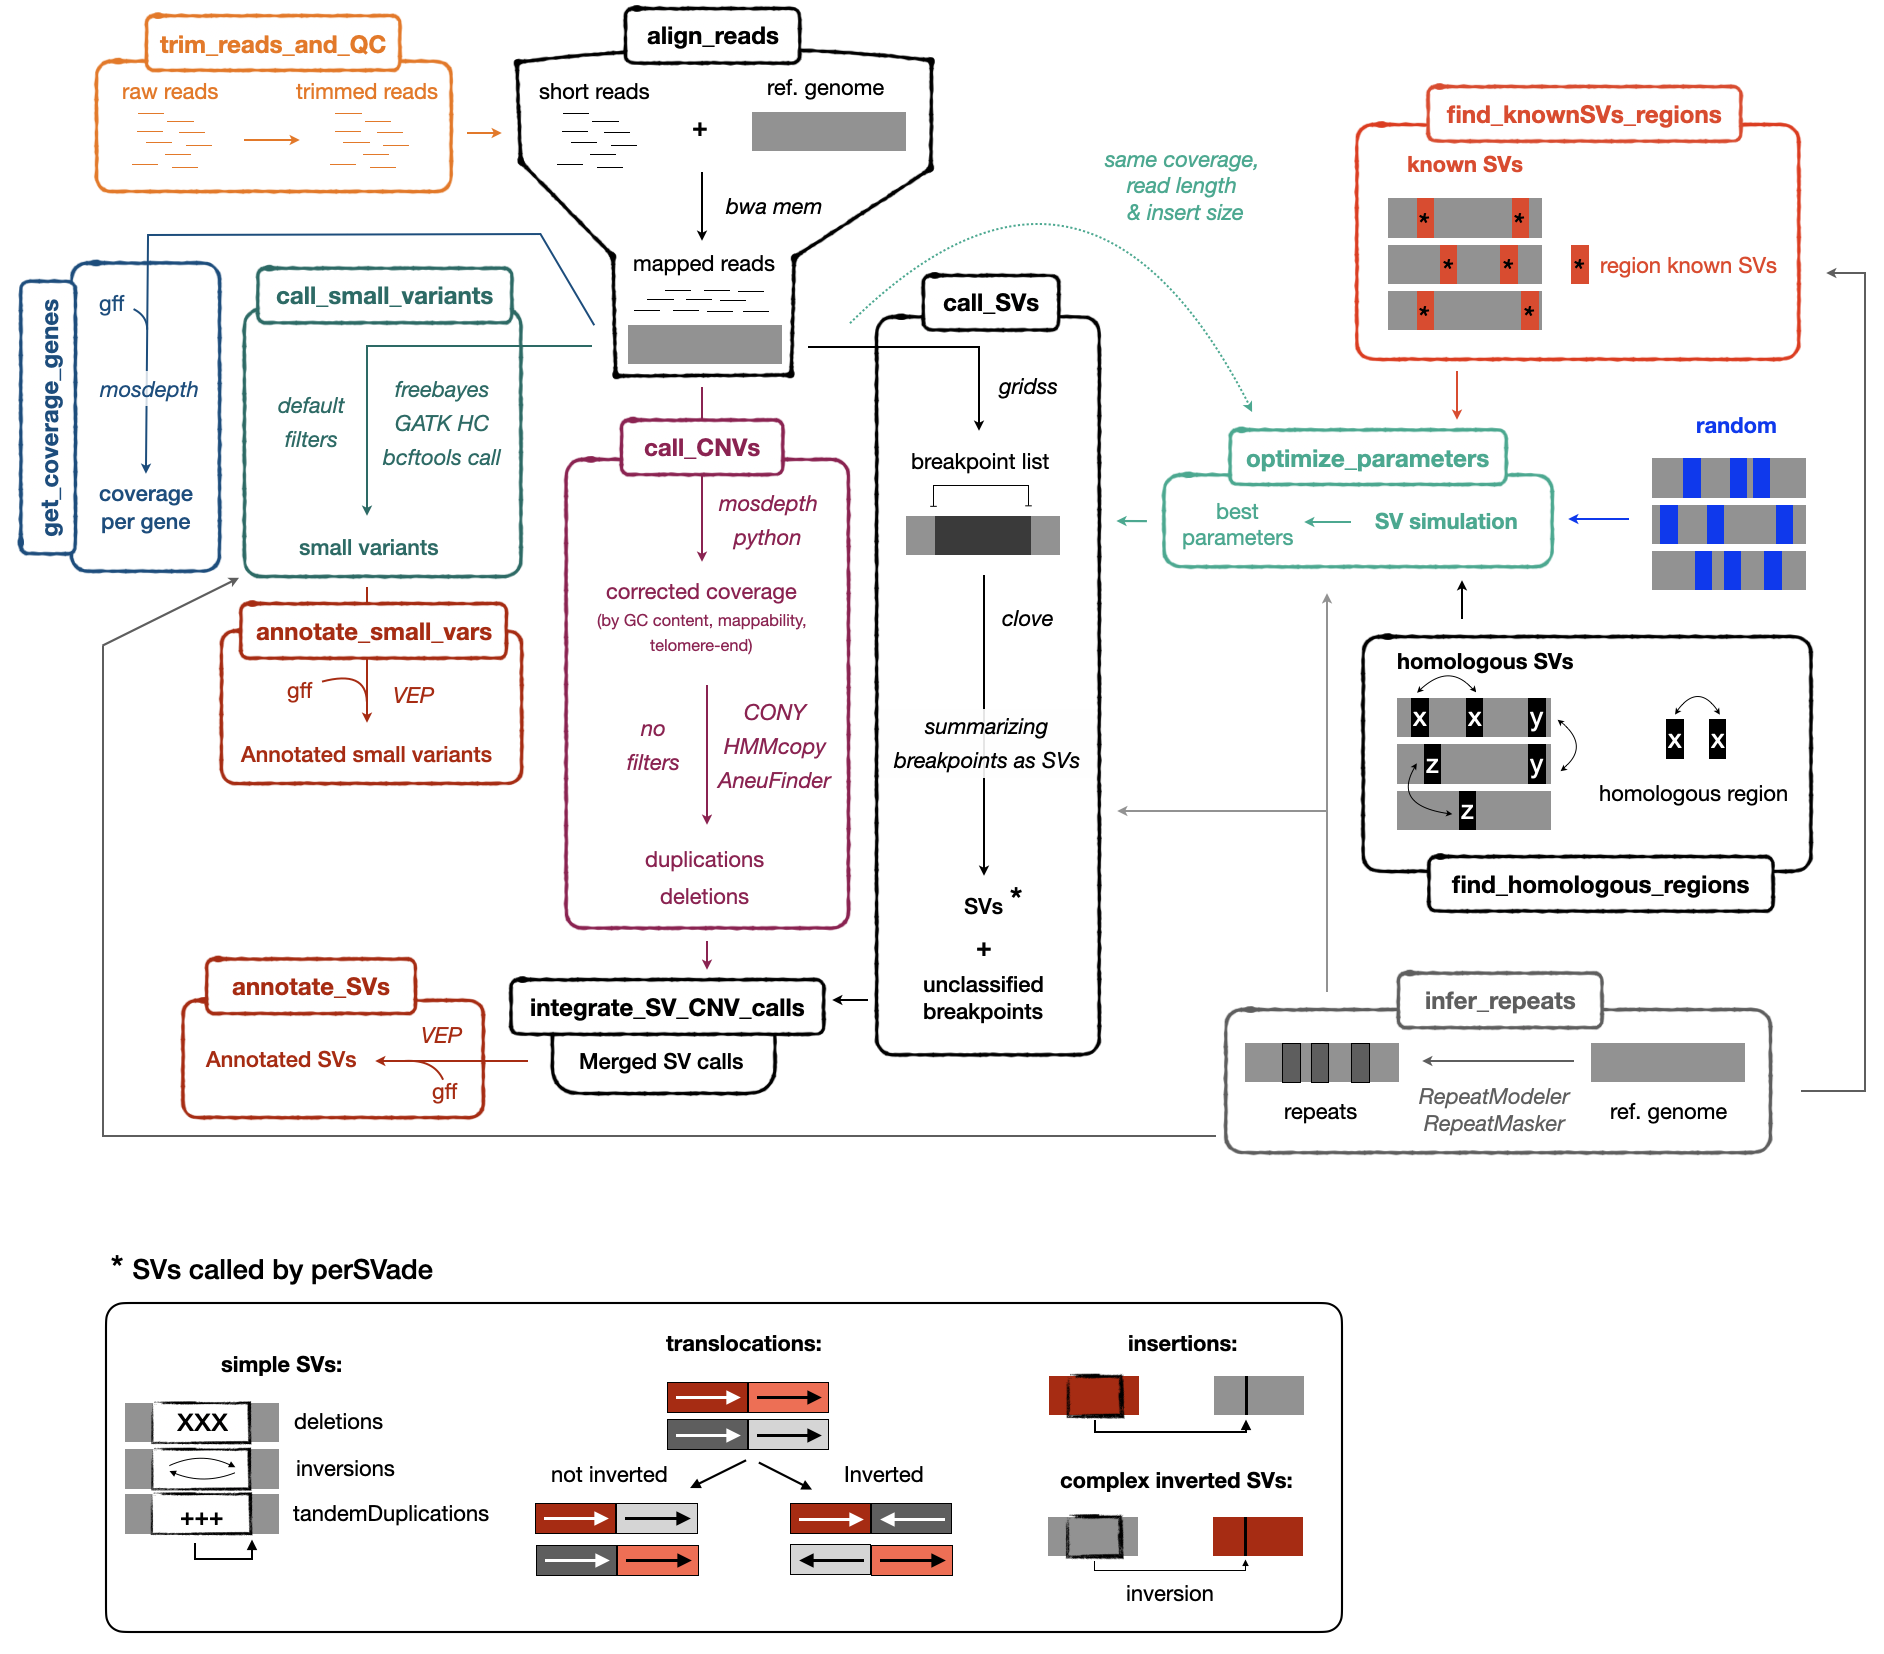 trim_reads_and_QC
raw reads
trimmed reads
align_reads
short reads
+
ref. genome
bwa mem
mapped reads
same coverage,
read length
& insert size
find_knownSVs_regions
known SVs
* *
* *
* *
* region known SVs
get_coverage_genes
gff
mosdepth
coverage
per gene
call_small_variants
default
filters
freebayes
GATK HC
bcftools call
small variants
annotate_small_vars
gff
VEP
Annotated small variants
call_CNVs
mosdepth
python
corrected coverage
(by GC content, mappability,
telomere-end)
no
filters
CONY
HMMcopy
AneuFinder
duplications
deletions
call_SVs
gridss
breakpoint list
clove
summarizing
breakpoints as SVs
SVs *
+
unclassified
breakpoints
optimize_parameters
best
parameters
SV simulation
random
homologous SVs
x x y
z y
z
x x
homologous region
find_homologous_regions
annotate_SVs
VEP
Annotated SVs
gff
integrate_SV_CNV_calls
Merged SV calls
infer_repeats
repeats
RepeatModeler
RepeatMasker
ref. genome
* SVs called by perSVade
simple SVs:
XXX deletions
inversions
+++ tandemDuplications
translocations:
not inverted
Inverted
insertions:
complex inverted SVs:
inversion